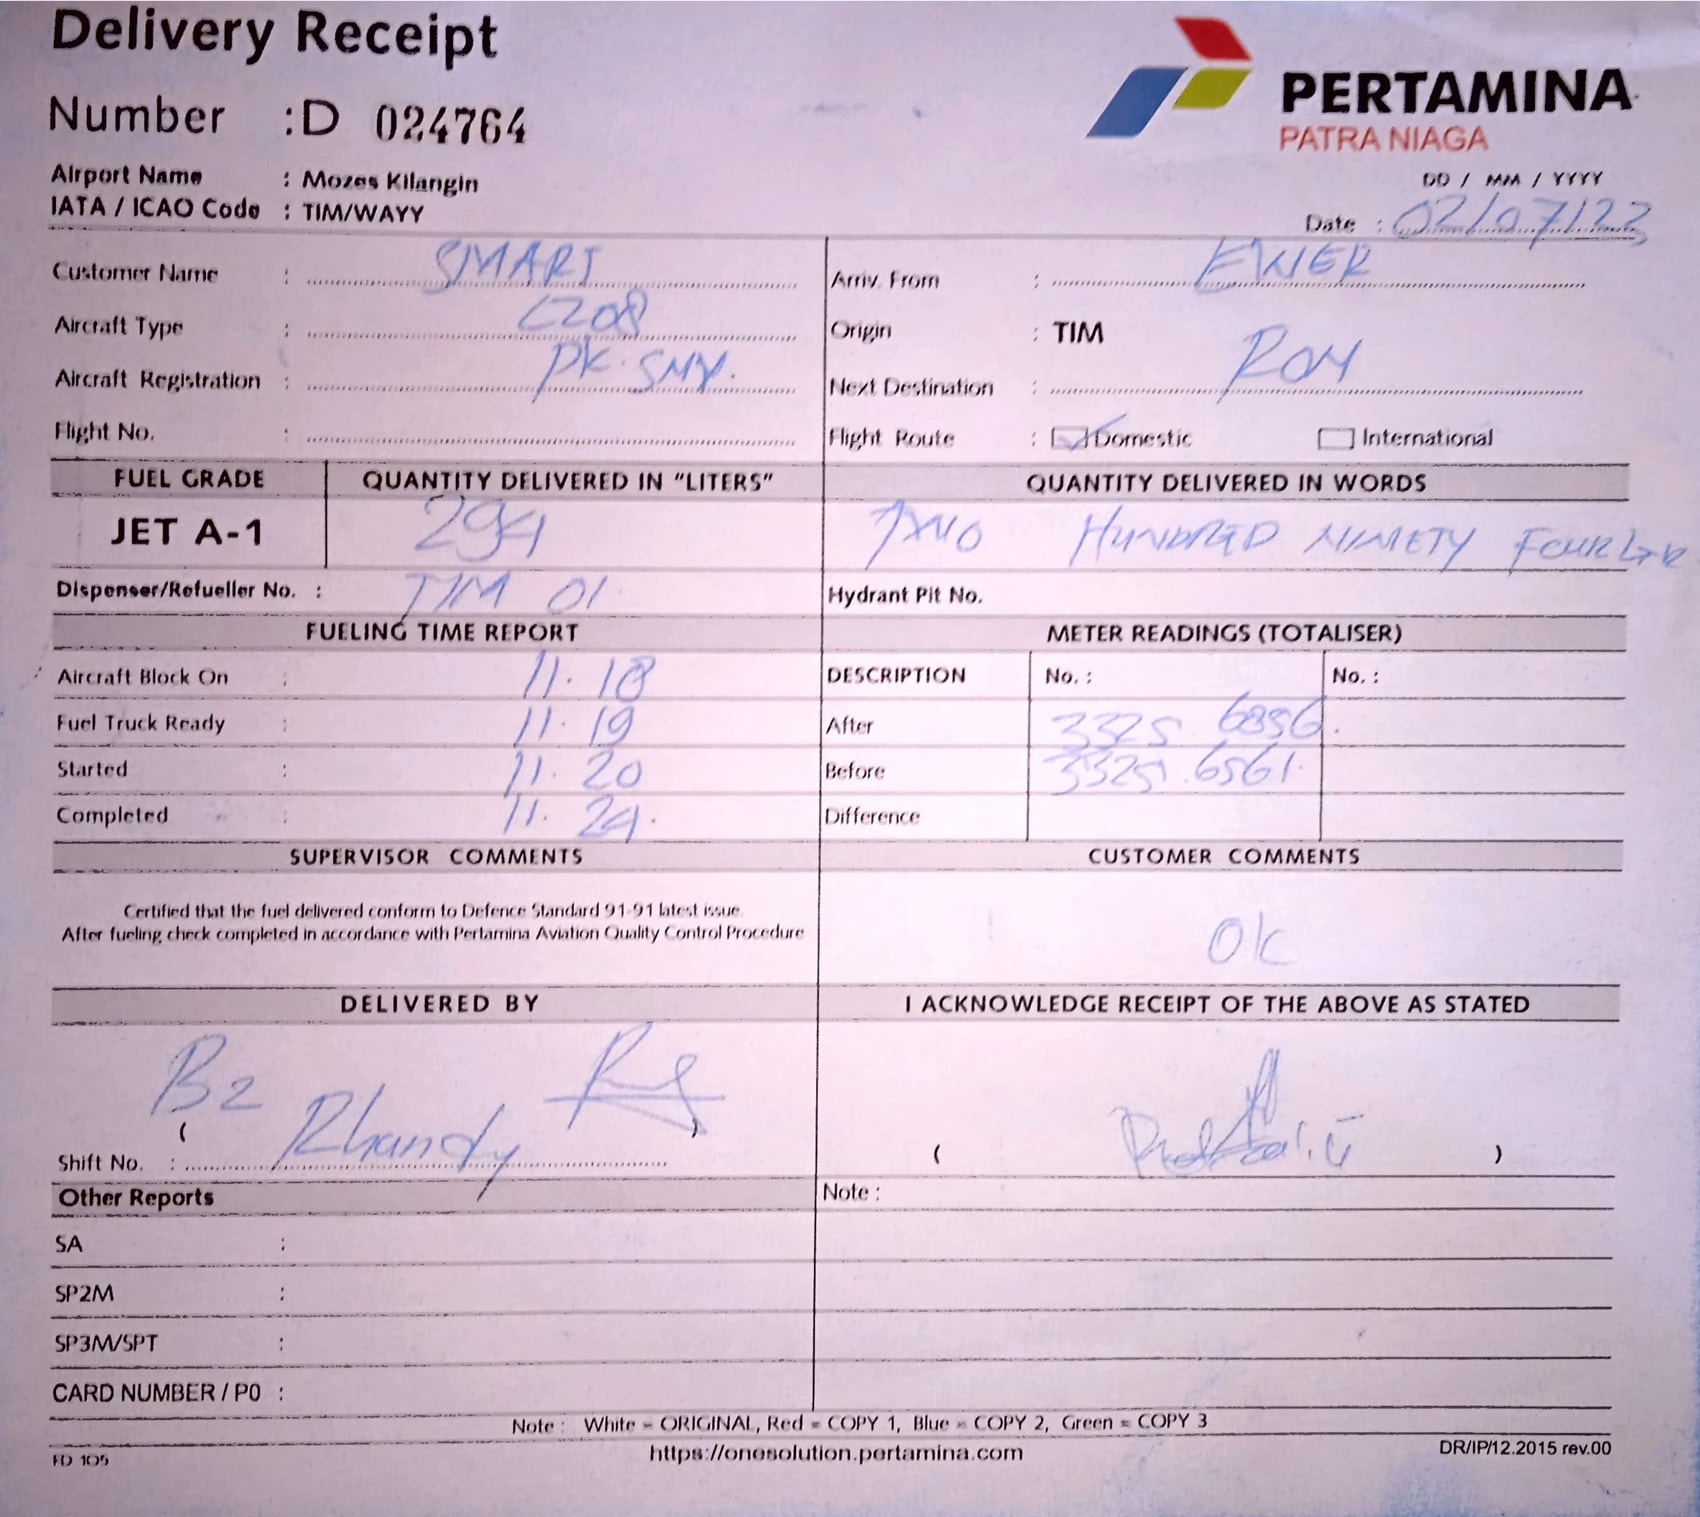 Delivery Receipt
Number : D 024764
PERTAMINA
PATRA NIAGA
Airport Name : Mozes Kilangin
IATA / ICAO Code : TIM/WAYY
DD / MM / YYYY
Date : 02/07/23
Customer Name : SMART
Arriv. From : EWER
Aircraft Type : C208
Origin : TIM
Aircraft Registration : PK.SMY.
Next Destination :
Flight No. :
Flight Route : Domestic International
FUEL GRADE QUANTITY DELIVERED IN "LITERS" QUANTITY DELIVERED IN WORDS
JET A-1 294 TWO HUNDRED NINETY FOUR
Dispenser/Refueller No. : TIM 01 Hydrant Pit No.
FUELING TIME REPORT METER READINGS (TOTALISER)
Aircraft Block On : 11.18 DESCRIPTION No. : No. :
Fuel Truck Ready : 11.19 After 3325
Started : 11.20 Before 3325.6561.
Completed : 11.24. Difference
SUPERVISOR COMMENTS CUSTOMER COMMENTS
Certified that the fuel delivered conform to Defence Standard 91-91 latest issue.
After fueling check completed in accordance with Pertamina Aviation Quality Control Procedure
OK
DELIVERED BY I ACKNOWLEDGE RECEIPT OF THE ABOVE AS STATED
B2
( Rhandy )
( )
Shift No. :
Other Reports Note :
SA :
SP2M :
SP3M/SPT :
CARD NUMBER / P0 :
Note : White = ORIGINAL, Red = COPY 1, Blue = COPY 2, Green = COPY 3
FD 105 https://onesolution.pertamina.com DR/IP/12.2015 rev.00